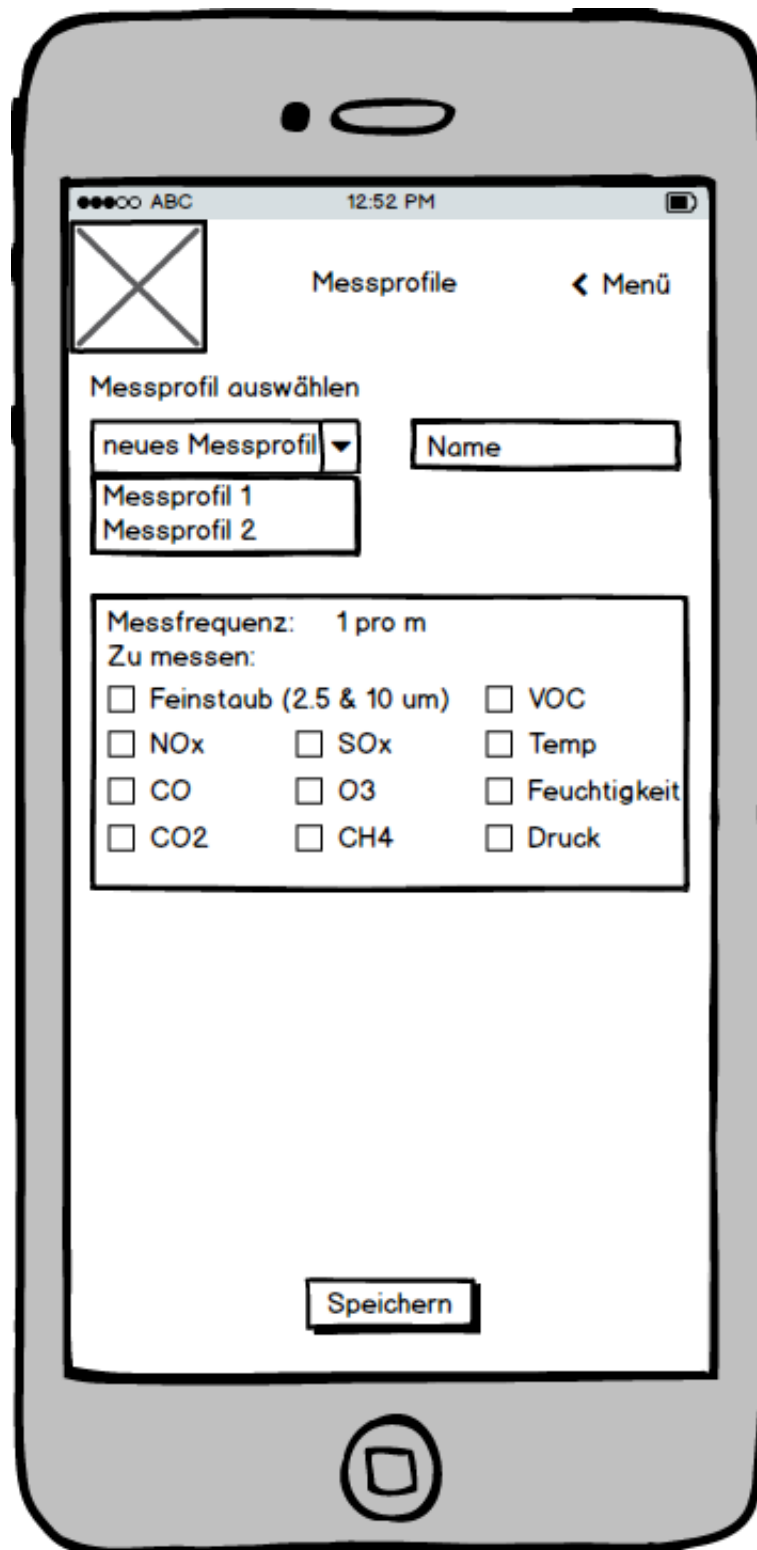 ABC 12:52 PM
Messprofile < Menü
Messprofil auswählen
neues Messprofil Name
Messprofil 1
Messprofil 2
Messfrequenz: 1 pro m
Zu messen:
Feinstaub (2.5 & 10 um) VOC
NOx SOx Temp
CO O3 Feuchtigkeit
CO2 CH4 Druck
Speichern